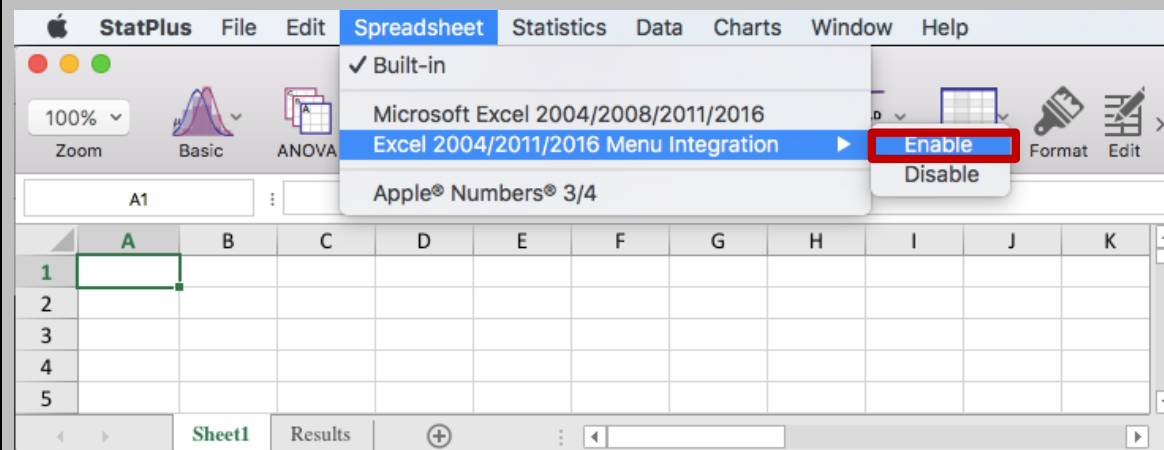 StatPlus File Edit Spreadsheet Statistics Data Charts Window Help
✓ Built-in
Microsoft Excel 2004/2008/2011/2016
Excel 2004/2011/2016 Menu Integration
Apple® Numbers® 3/4
Enable
Disable
100%
Zoom Basic ANOVA Format Edit
A1
A B C D E F G H I J K
1
2
3
4
5
Sheet1 Results